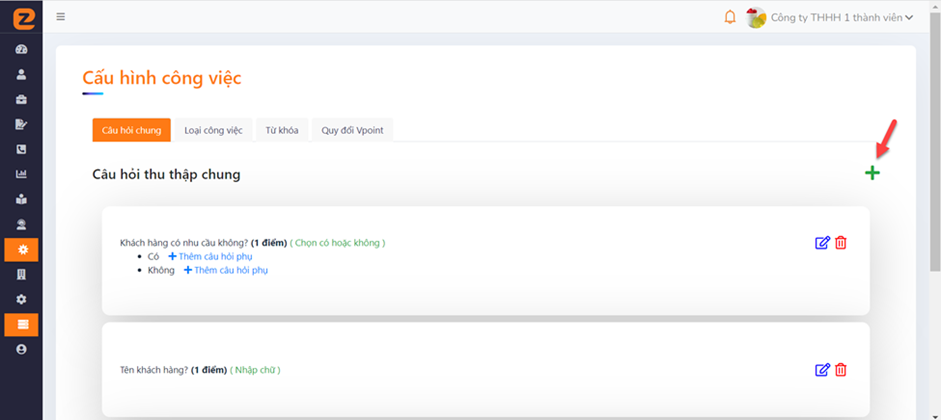 Công ty THHH 1 thành viên
Cấu hình công việc
Câu hỏi chung
Loại công việc
Từ khóa
Quy đổi Vpoint
Câu hỏi thu thập chung
Khách hàng có nhu cầu không? (1 điểm) ( Chọn có hoặc không )
Có
Thêm câu hỏi phụ
Không
Thêm câu hỏi phụ
Tên khách hàng? (1 điểm) ( Nhập chữ )